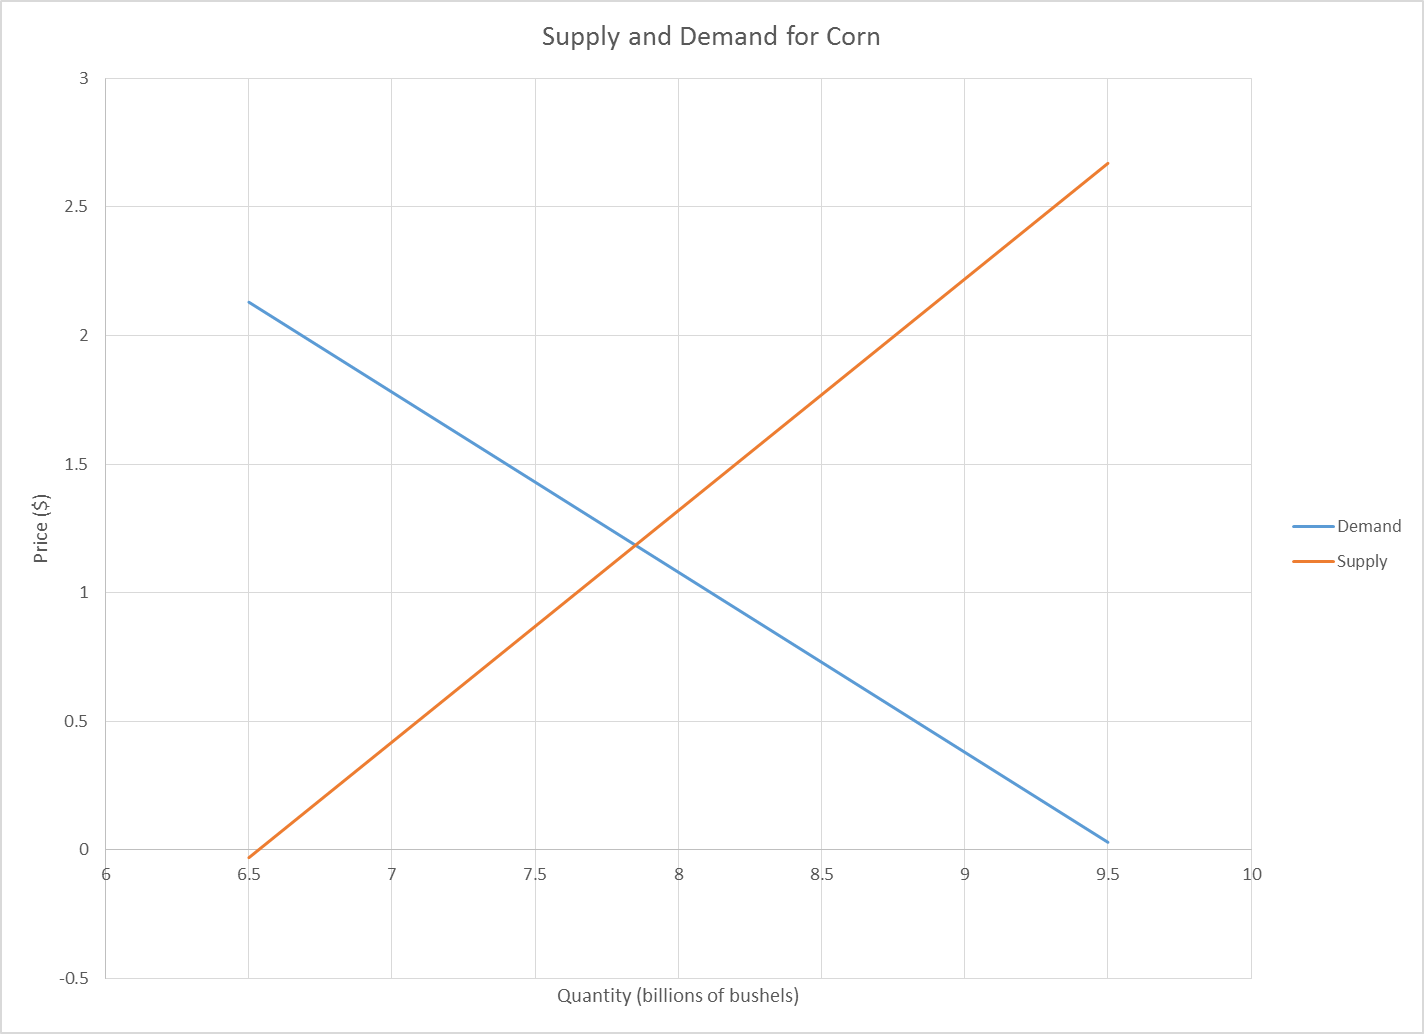 Supply and Demand for Corn
3
2.5
2
1.5
1
0.5
0
-0.5
Price ($)
6 6.5 7 7.5 8 8.5 9 9.5 10
Quantity (billions of bushels)
Demand
Supply